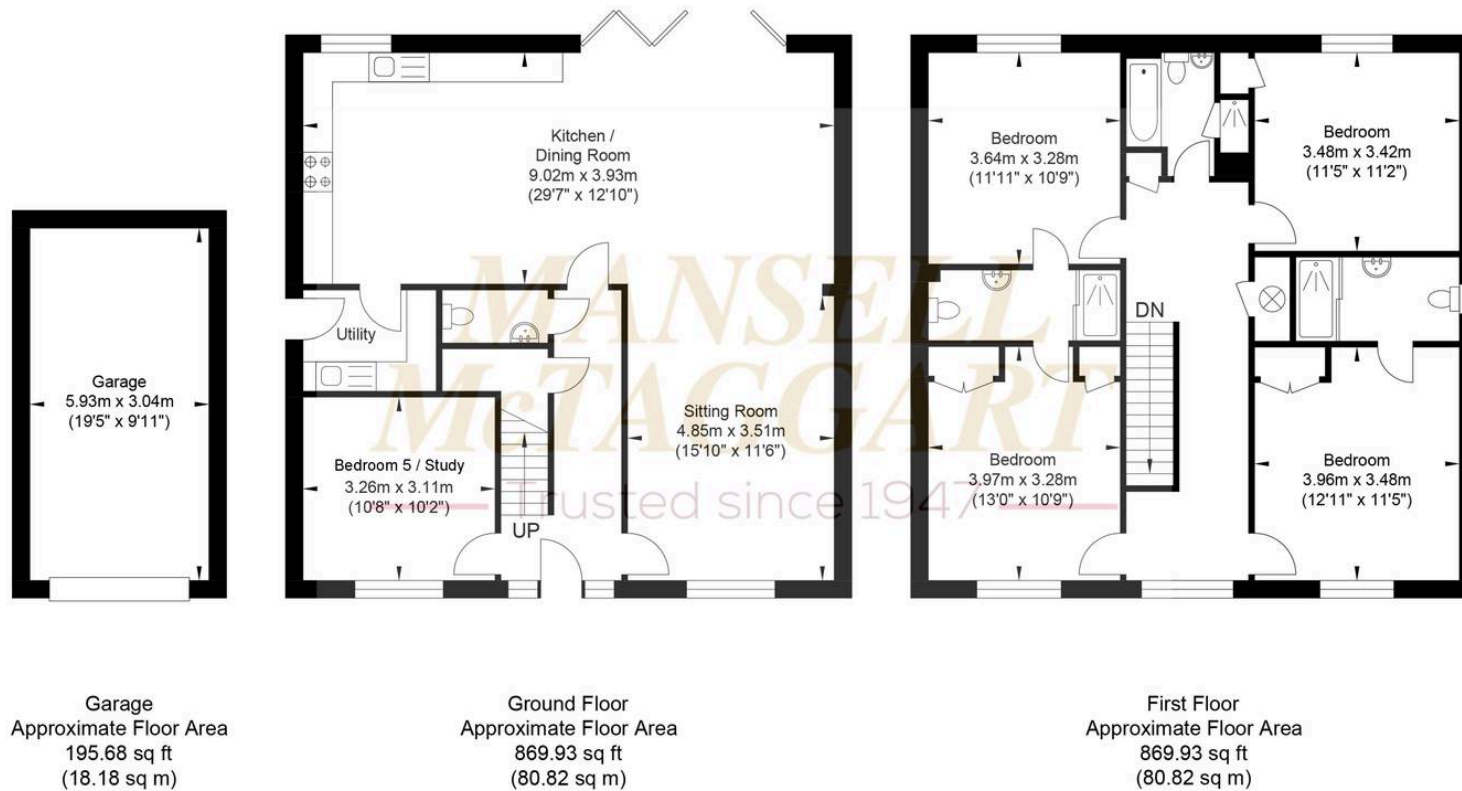 Garage
5.93m x 3.04m
(19'5" x 9'11")
Kitchen /
Dining Room
9.02m x 3.93m
(29'7" x 12'10")
Utility
Bedroom 5 / Study
3.26m x 3.11m
(10'8" x 10'2")
UP
Sitting Room
4.85m x 3.51m
(15'10" x 11'6")
Bedroom
3.64m x 3.28m
(11'11" x 10'9")
Bedroom
3.48m x 3.42m
(11'5" x 11'2")
DN
Bedroom
3.97m x 3.28m
(13'0" x 10'9")
Bedroom
3.96m x 3.48m
(12'11" x 11'5")
MANSELL
McTAGGART
Trusted since 1947
Garage
Approximate Floor Area
195.68 sq ft
(18.18 sq m)
Ground Floor
Approximate Floor Area
869.93 sq ft
(80.82 sq m)
First Floor
Approximate Floor Area
869.93 sq ft
(80.82 sq m)